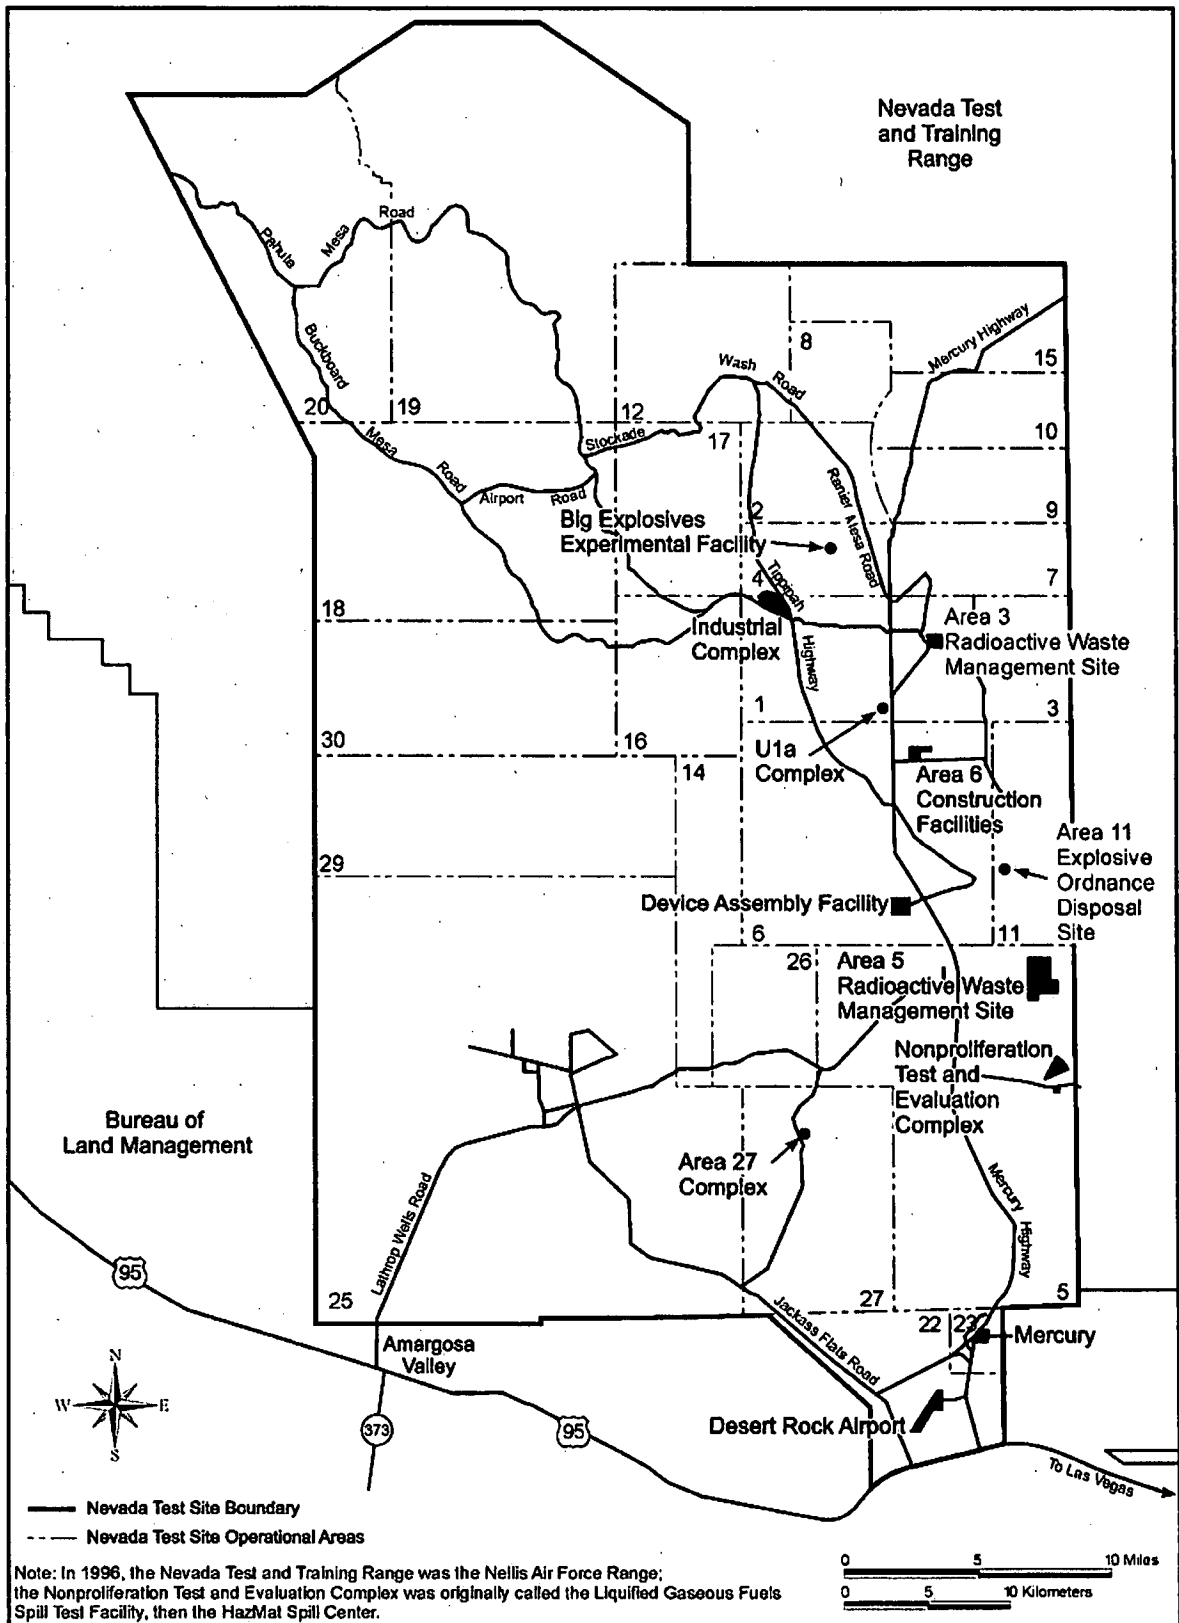 Nevada Test
and Training
Range
Pahute
Mesa
Road
Buckboard
Mesa
Road
Mercury Highway
8
15
Wash
Road
20
19
12
17
10
Stockade
Airport
Road
Ranier Mesa Road
2
9
Big Explosives
Experimental Facility
4
7
Tippipah
Highway
18
Industrial
Complex
Area 3
Radioactive Waste
Management Site
1
3
30
16
14
U1a
Complex
Area 6
Construction
Facilities
Area 11
Explosive
Ordnance
Disposal
Site
29
Device Assembly Facility
6
11
26
Area 5
Radioactive Waste
Management Site
Nonproliferation
Test and
Evaluation
Complex
Bureau of
Land Management
Area 27
Complex
Mercury
Highway
Lathrop Wells Road
95
25
27
5
Jackass Flats Road
22
23
Mercury
Amargosa
Valley
N
W
E
S
373
95
Desert Rock Airport
To Las Vegas
Nevada Test Site Boundary
Nevada Test Site Operational Areas
0 5 10 Miles
0 5 10 Kilometers
Note: In 1996, the Nevada Test and Training Range was the Nellis Air Force Range;
the Nonproliferation Test and Evaluation Complex was originally called the Liquified Gaseous Fuels
Spill Test Facility, then the HazMat Spill Center.